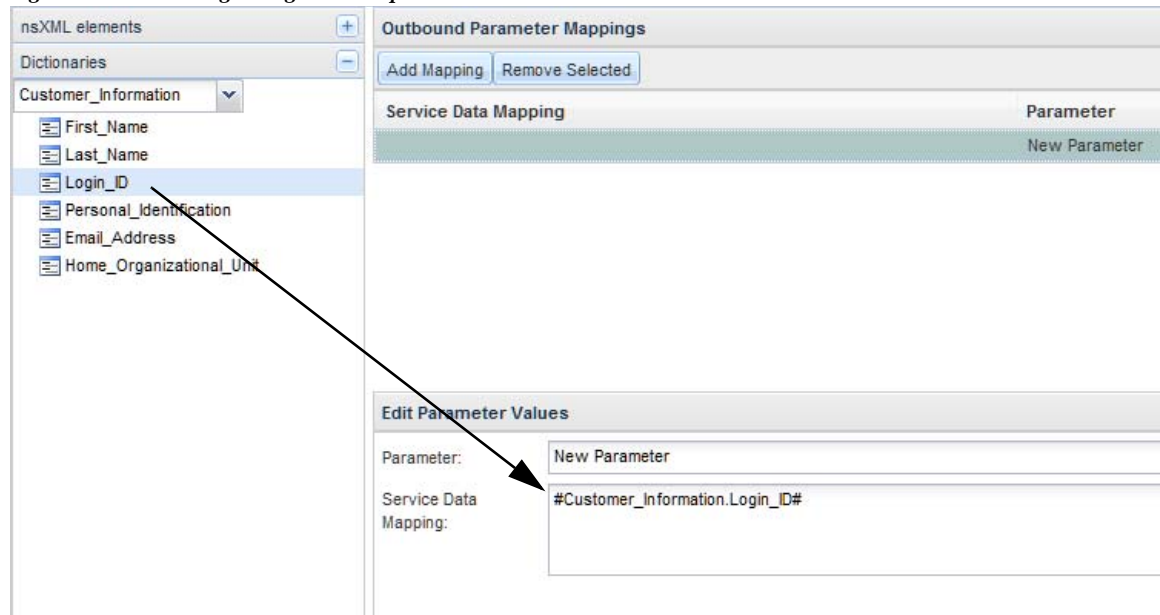 nsXML elements
Dictionaries
Customer_Information
First_Name
Last_Name
Login_ID
Personal_Identification
Email_Address
Home_Organizational_Unit
Outbound Parameter Mappings
Add Mapping Remove Selected
Service Data Mapping Parameter
New Parameter
Edit Parameter Values
Parameter: New Parameter
Service Data Mapping: #Customer_Information.Login_ID#